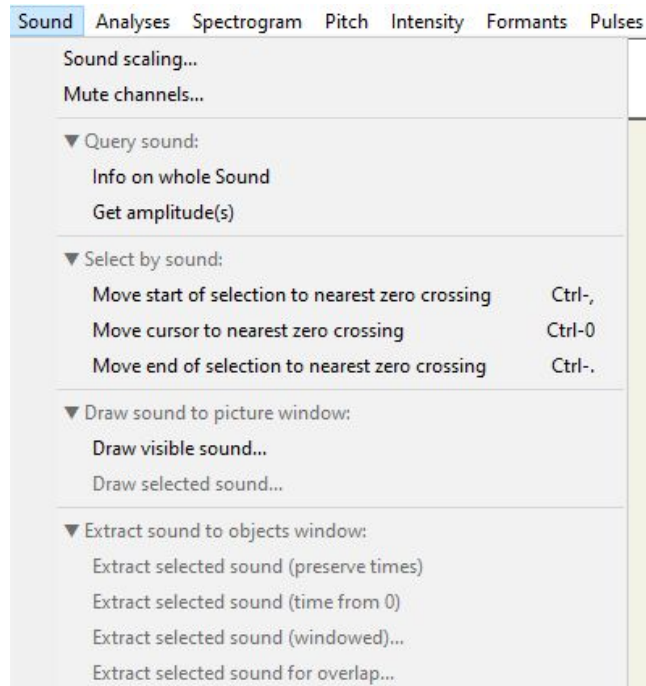 Sound Analyses Spectrogram Pitch Intensity Formants Pulses
Sound scaling...
Mute channels...
▼ Query sound:
Info on whole Sound
Get amplitude(s)
▼ Select by sound:
Move start of selection to nearest zero crossing Ctrl-,
Move cursor to nearest zero crossing Ctrl-0
Move end of selection to nearest zero crossing Ctrl-.
▼ Draw sound to picture window:
Draw visible sound...
Draw selected sound...
▼ Extract sound to objects window:
Extract selected sound (preserve times)
Extract selected sound (time from 0)
Extract selected sound (windowed)...
Extract selected sound for overlap...